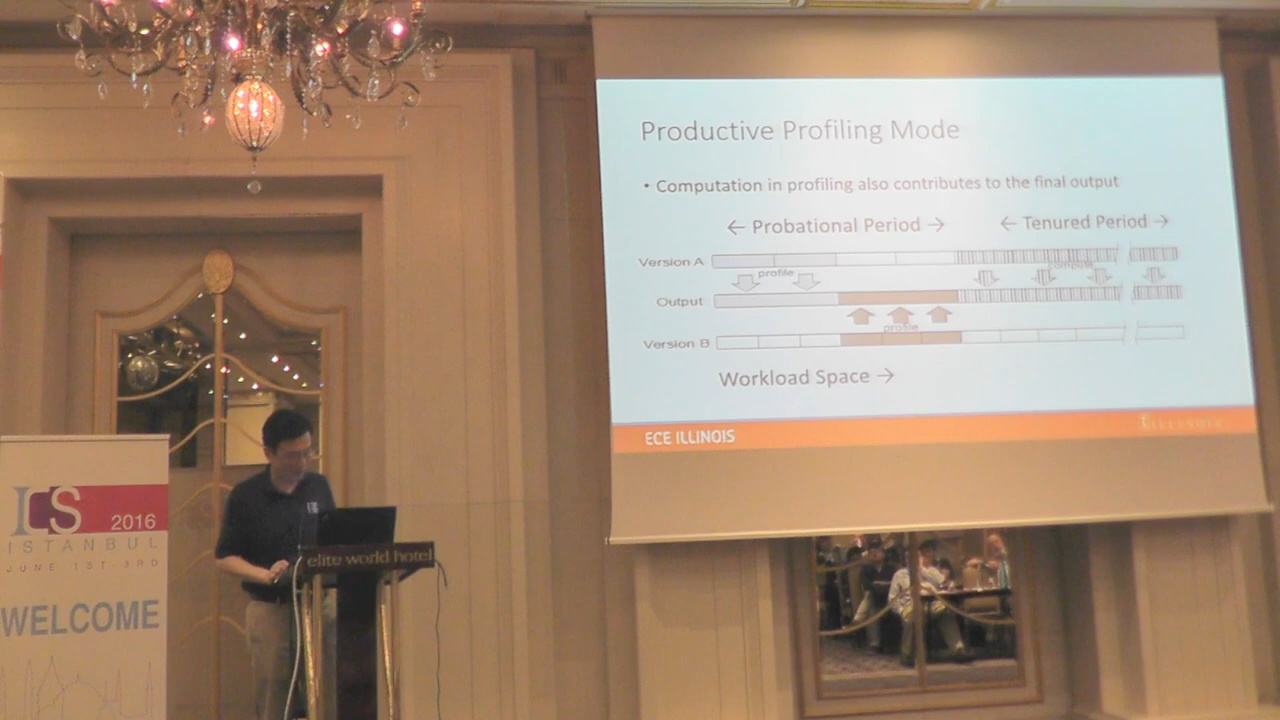 Productive Profiling Mode
• Computation in profiling also contributes to the final output
← Probational Period →
← Tenured Period →
Version A
profile
Output
profile
Version B
Workload Space →
ECE ILLINOIS
ILLINOIS
ICS
2016
ISTANBUL
JUNE 1ST-3RD
WELCOME
elite world hotel